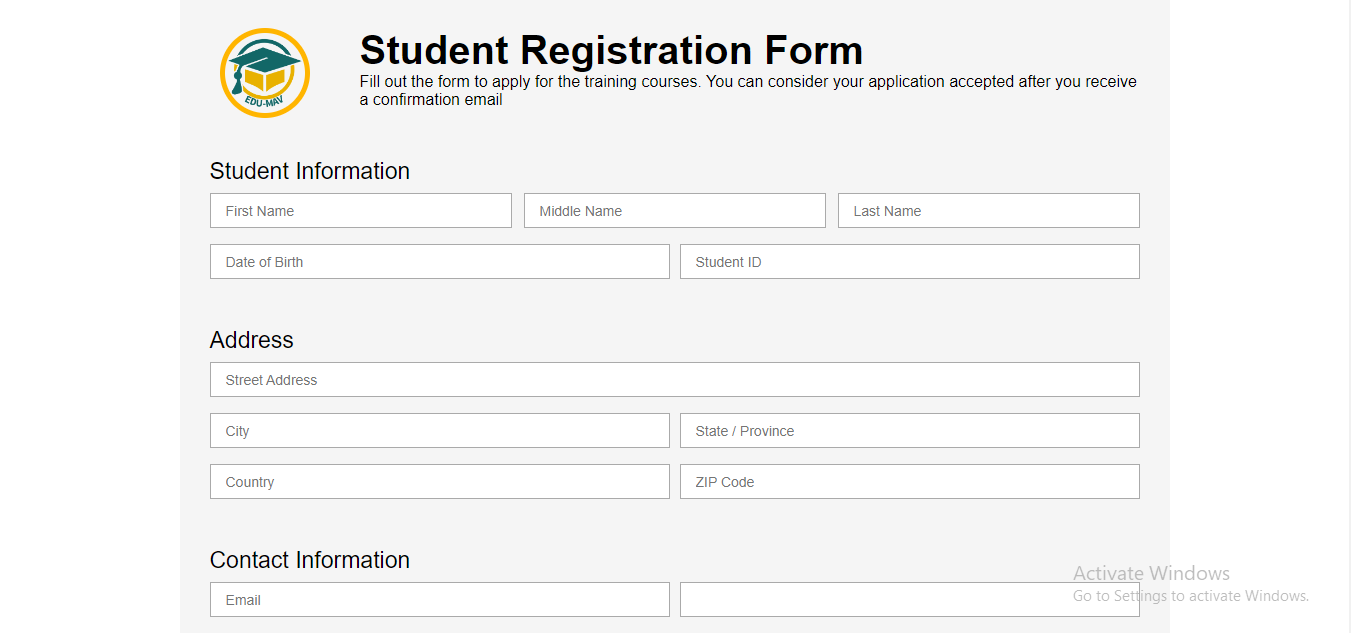 EDU-MAV
Student Registration Form
Fill out the form to apply for the training courses. You can consider your application accepted after you receive
a confirmation email
Student Information
First Name
Middle Name
Last Name
Date of Birth
Student ID
Address
Street Address
City
State / Province
Country
ZIP Code
Contact Information
Email
Activate Windows
Go to Settings to activate Windows.